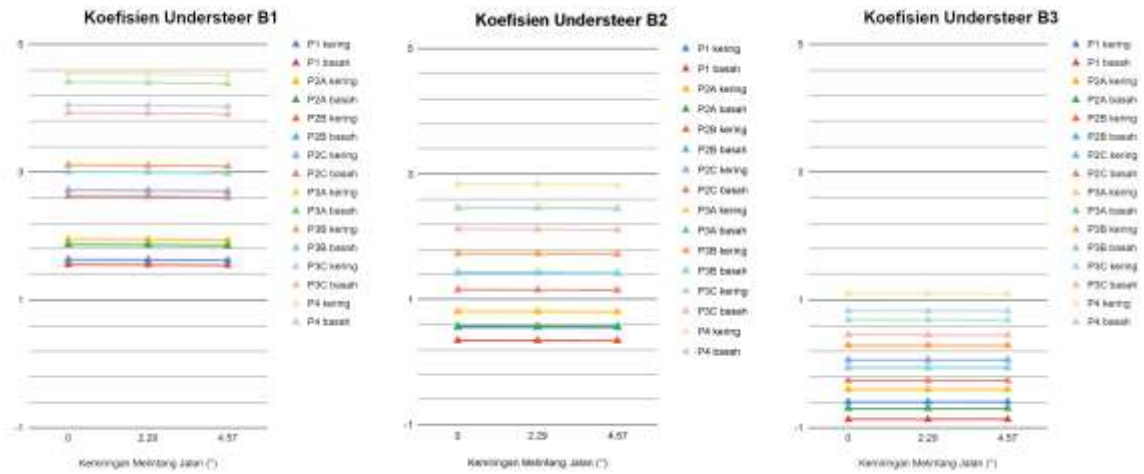 Koefisien Understeer B1
5
3
1
-1
0 2.29 4.57
Kemiringan Melintang Jalan (°)
P1 kering
P1 basah
P2A kering
P2A basah
P2B kering
P2B basah
P2C kering
P2C basah
P3A kering
P3A basah
P3B kering
P3B basah
P3C kering
P3C basah
P4 kering
P4 basah
Koefisien Understeer B2
5
3
1
-1
0 2.29 4.57
Kemiringan Melintang Jalan (°)
P1 kering
P1 basah
P2A kering
P2A basah
P2B kering
P2B basah
P2C kering
P2C basah
P3A kering
P3A basah
P3B kering
P3B basah
P3C kering
P3C basah
P4 kering
P4 basah
Koefisien Understeer B3
5
3
1
-1
0 2.29 4.57
Kemiringan Melintang Jalan (°)
P1 kering
P1 basah
P2A kering
P2A basah
P2B kering
P2B basah
P2C kering
P2C basah
P3A kering
P3A basah
P3B kering
P3B basah
P3C kering
P3C basah
P4 kering
P4 basah